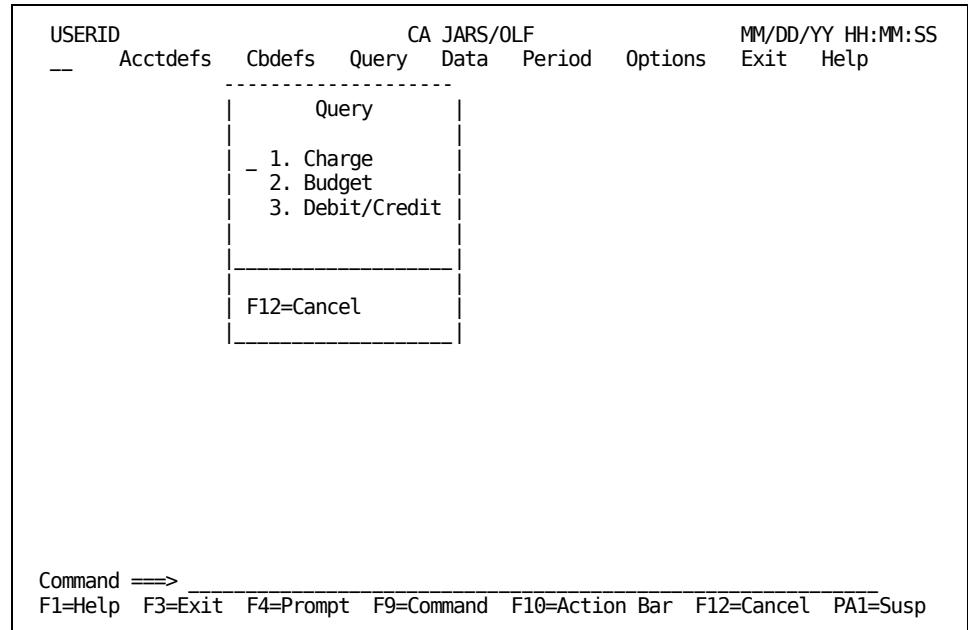 USERID CA JARS/OLF MM/DD/YY HH:MM:SS
__ Acctdefs Cbdefs Query Data Period Options Exit Help
Query
_ 1. Charge
2. Budget
3. Debit/Credit
F12=Cancel
Command ===> ____________________________________________________________
F1=Help F3=Exit F4=Prompt F9=Command F10=Action Bar F12=Cancel PA1=Susp